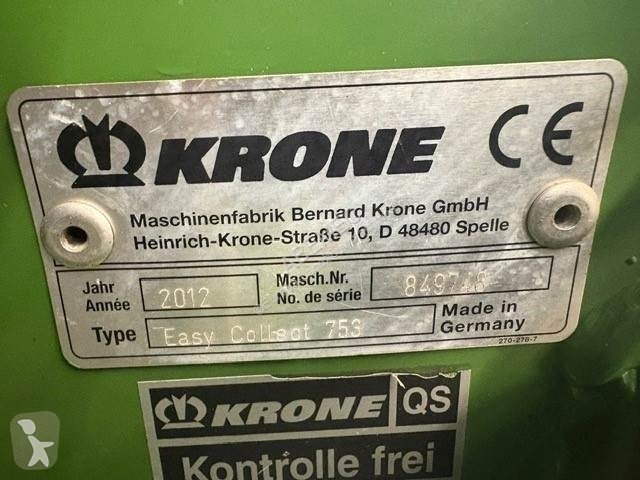 KRONE CE
Maschinenfabrik Bernard Krone GmbH
Heinrich-Krone-Straße 10, D 48480 Spelle
Jahr
Année
2012
Masch.Nr.
No. de série
Type
Easy Collect 753
Made in
Germany
270-278-7
KRONE QS
Kontrolle frei